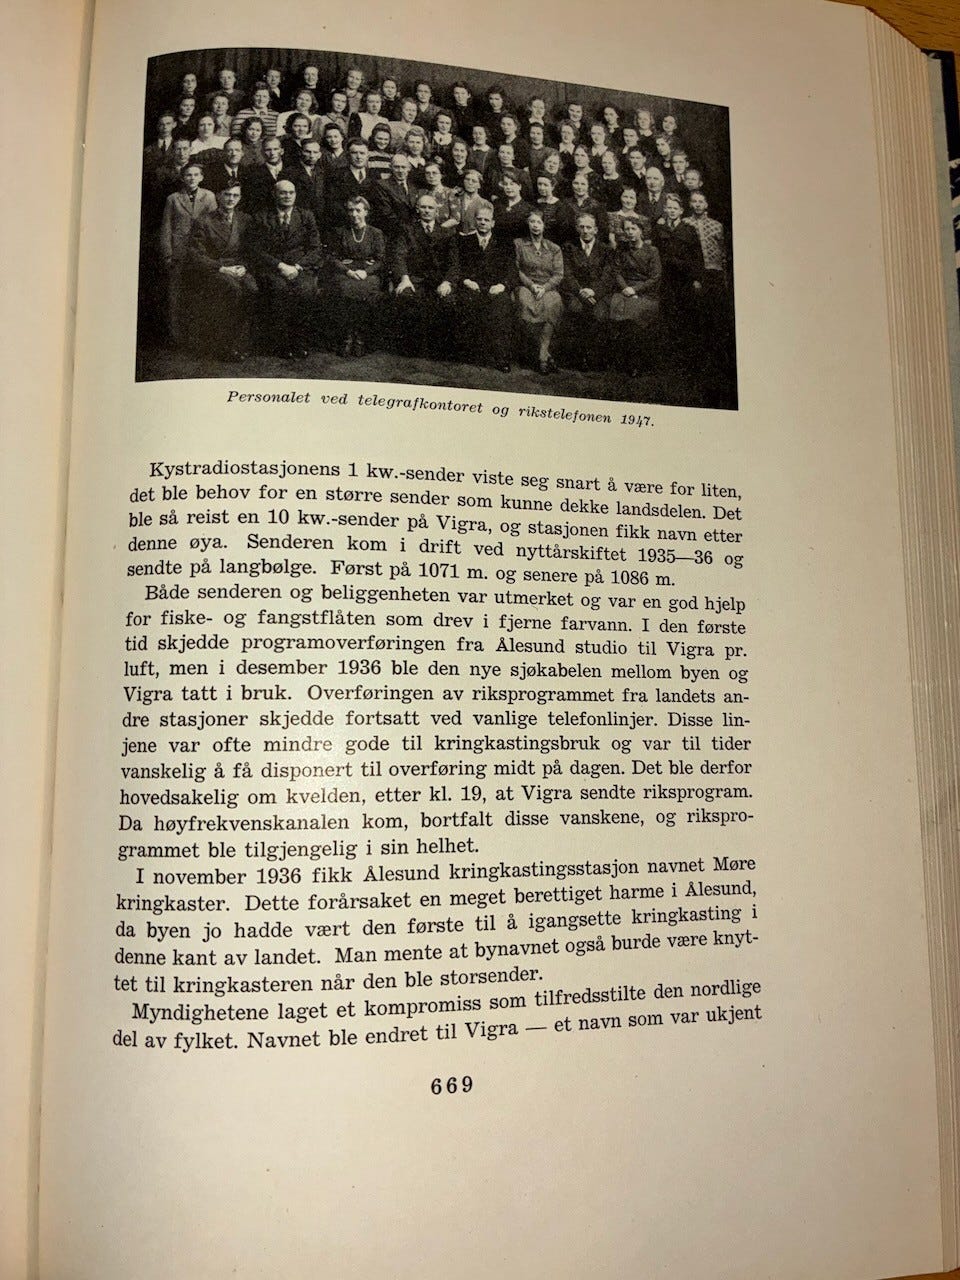 Personalet ved telegrafkontoret og rikstelefonen 1947.
Kystradiostasjonens 1 kw.-sender viste seg snart å være for liten,
det ble behov for en større sender som kunne dekke landsdelen. Det
ble så reist en 10 kw.-sender på Vigra, og stasjonen fikk navn etter
denne øya. Senderen kom i drift ved nyttårskiftet 1935—36 og
sendte på langbølge. Først på 1071 m. og senere på 1086 m.
Både senderen og beliggenheten var utmerket og var en god hjelp
for fiske- og fangstflåten som drev i fjerne farvann. I den første
tid skjedde programoverføringen fra Ålesund studio til Vigra pr.
luft, men i desember 1936 ble den nye sjøkabelen mellom byen og
Vigra tatt i bruk. Overføringen av riksprogrammet fra landets an-
dre stasjoner skjedde fortsatt ved vanlige telefonlinjer. Disse lin-
jene var ofte mindre gode til kringkastingsbruk og var til tider
vanskelig å få disponert til overføring midt på dagen. Det ble derfor
hovedsakelig om kvelden, etter kl. 19, at Vigra sendte riksprogram.
Da høyfrekvenskanalen kom, bortfalt disse vanskene, og rikspro-
grammet ble tilgjengelig i sin helhet.
I november 1936 fikk Ålesund kringkastingsstasjon navnet Møre
kringkaster. Dette forårsaket en meget berettiget harme i Ålesund,
da byen jo hadde vært den første til å igangsette kringkasting i
denne kant av landet. Man mente at bynavnet også burde være knyt-
tet til kringkasteren når den ble storsender.
Myndighetene laget et kompromiss som tilfredsstilte den nordlige
del av fylket. Navnet ble endret til Vigra — et navn som var ukjent
669